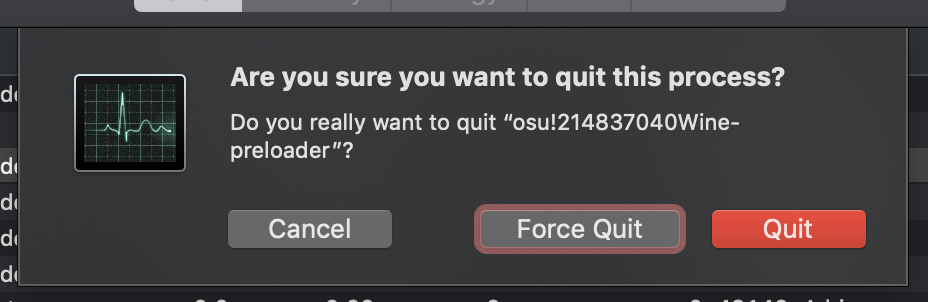 Are you sure you want to quit this process?
Do you really want to quit “osu!214837040Wine-
preloader”?
Cancel
Force Quit
Quit